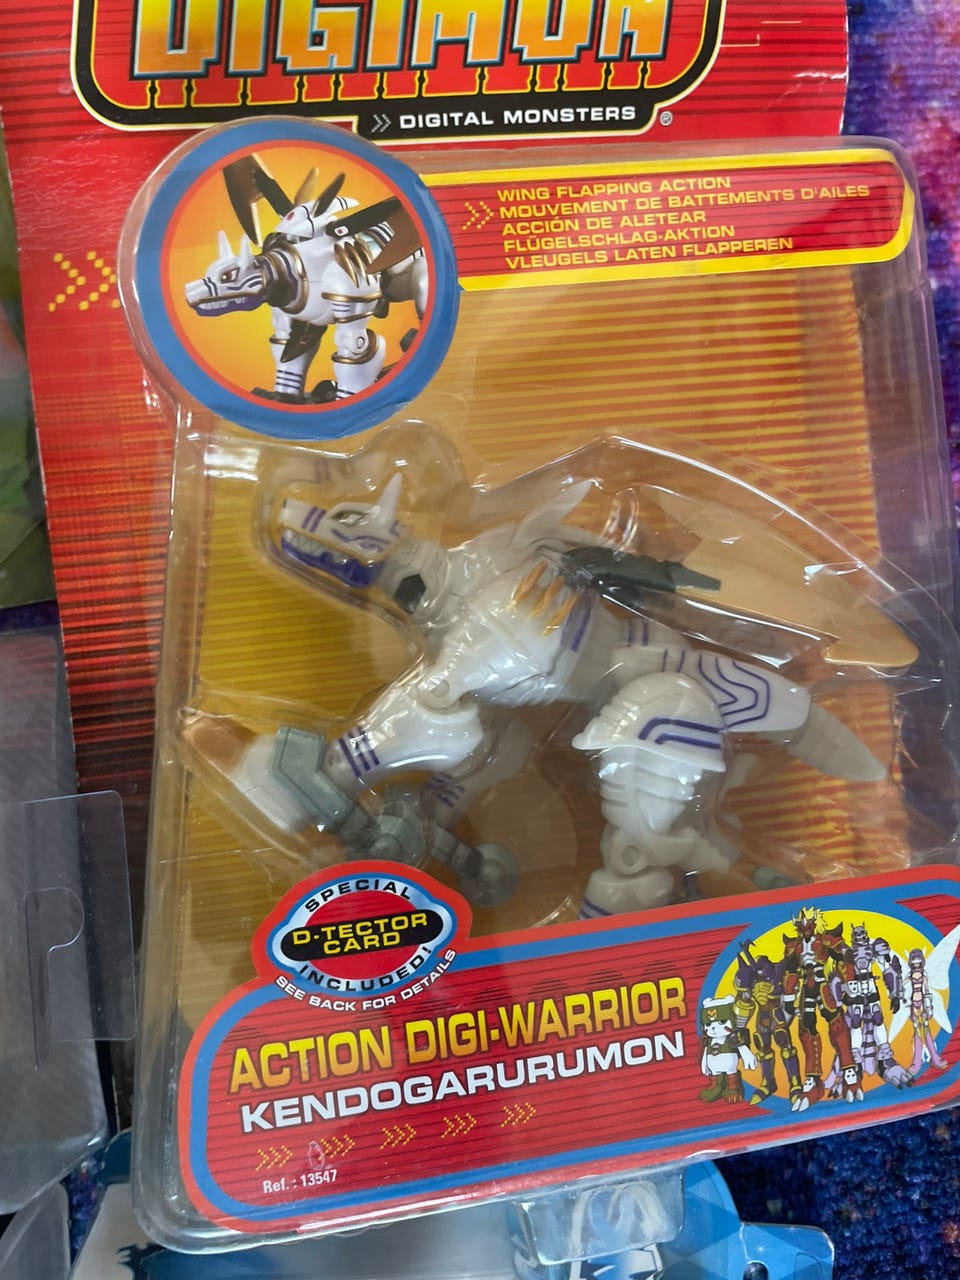 DIGIMON
DIGITAL MONSTERS ®
WING FLAPPING ACTION
MOUVEMENT DE BATTEMENTS D'AILES
ACCIÓN DE ALETEAR
FLÜGELSCHLAG-AKTION
VLEUGELS LATEN FLAPPEREN
SPECIAL
D-TECTOR
CARD
INCLUDED!
SEE BACK FOR DETAILS
ACTION DIGI-WARRIOR
KENDOGARURUMON
Ref. : 13547